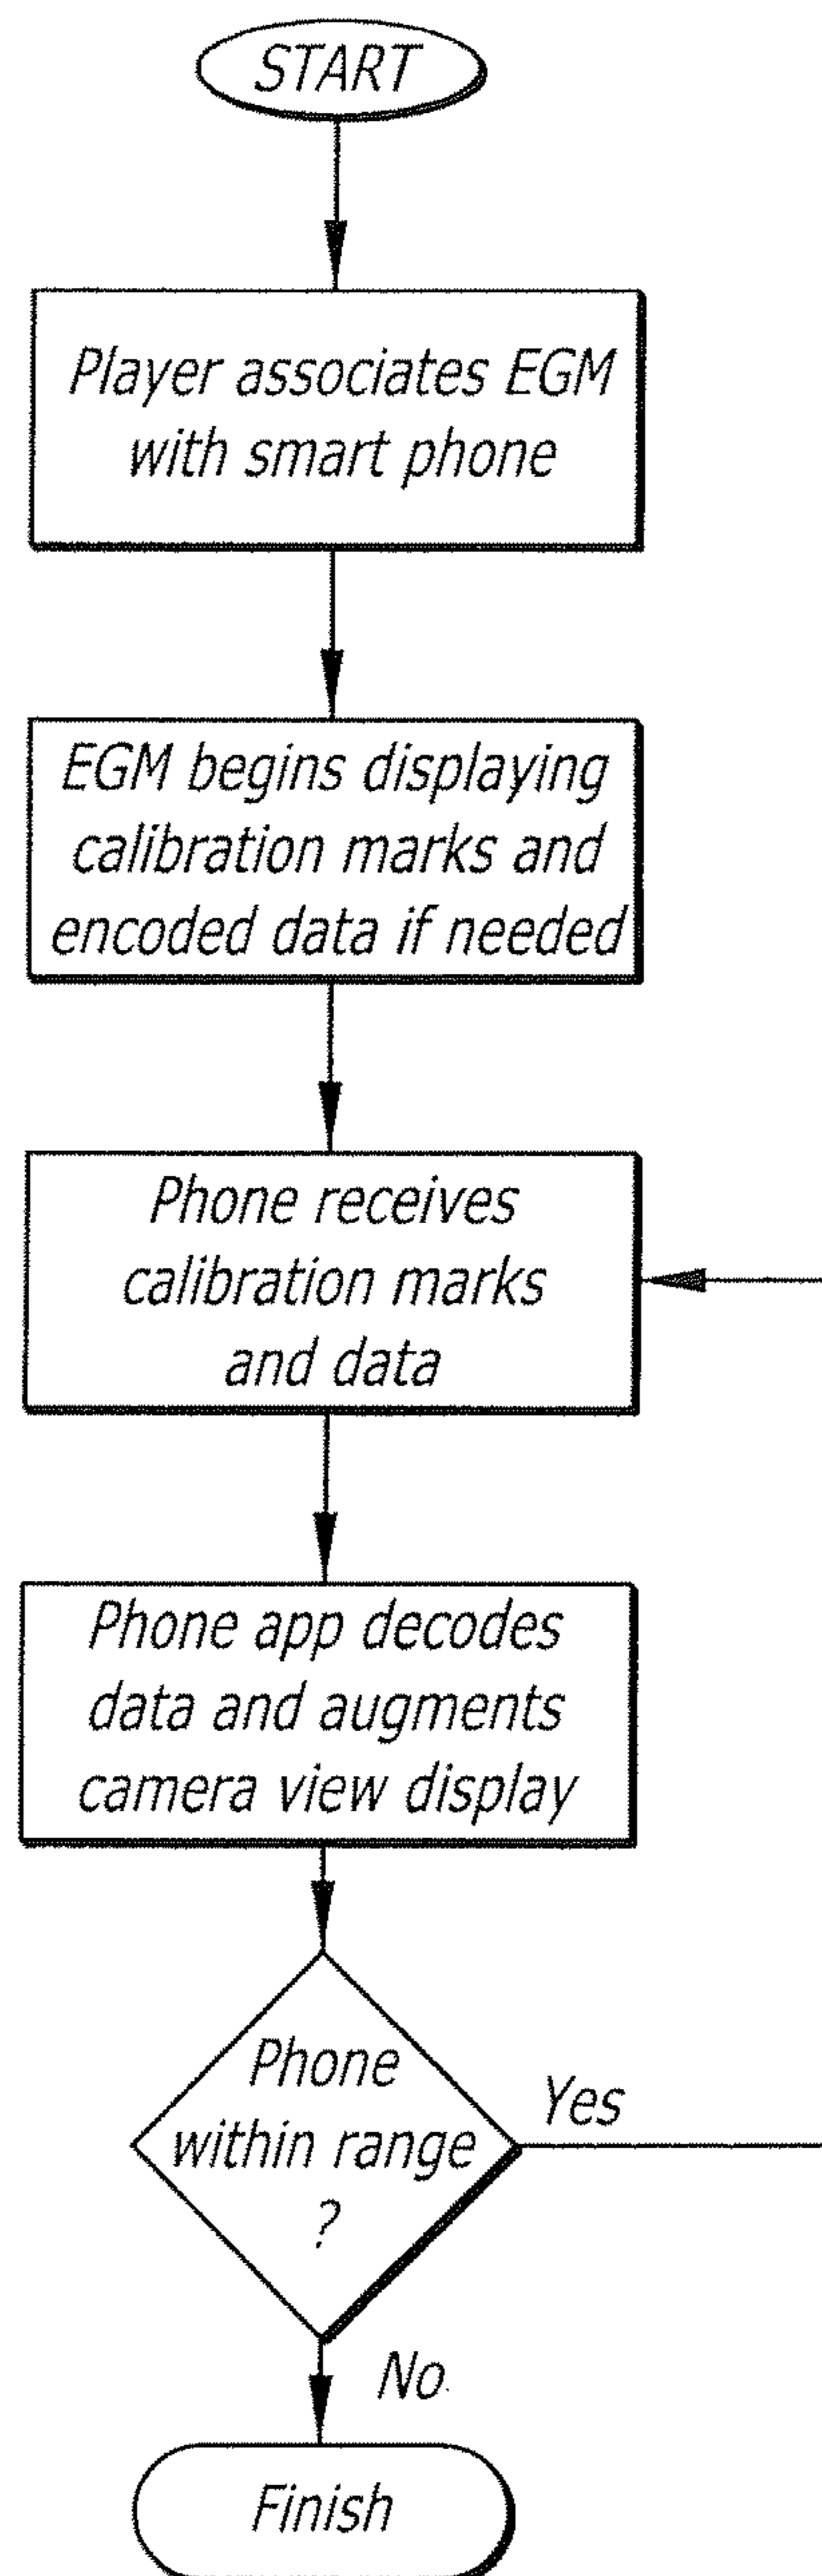 START
Player associates EGM
with smart phone
EGM begins displaying
calibration marks and
encoded data if needed
Phone receives
calibration marks
and data
Phone app decodes
data and augments
camera view display
Phone
within range
?
Yes
No
Finish